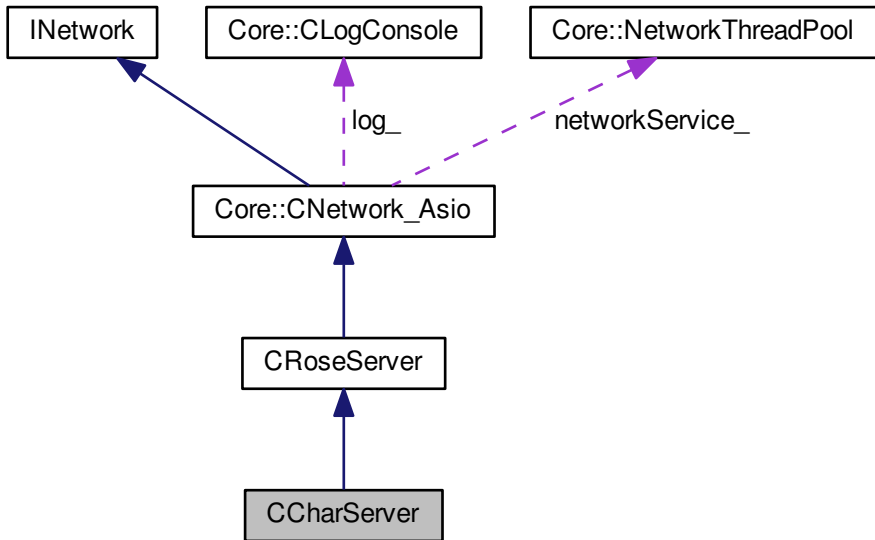 INetwork
Core::CLogConsole
Core::NetworkThreadPool
log_
networkService_
Core::CNetwork_Asio
CRoseServer
CCharServer